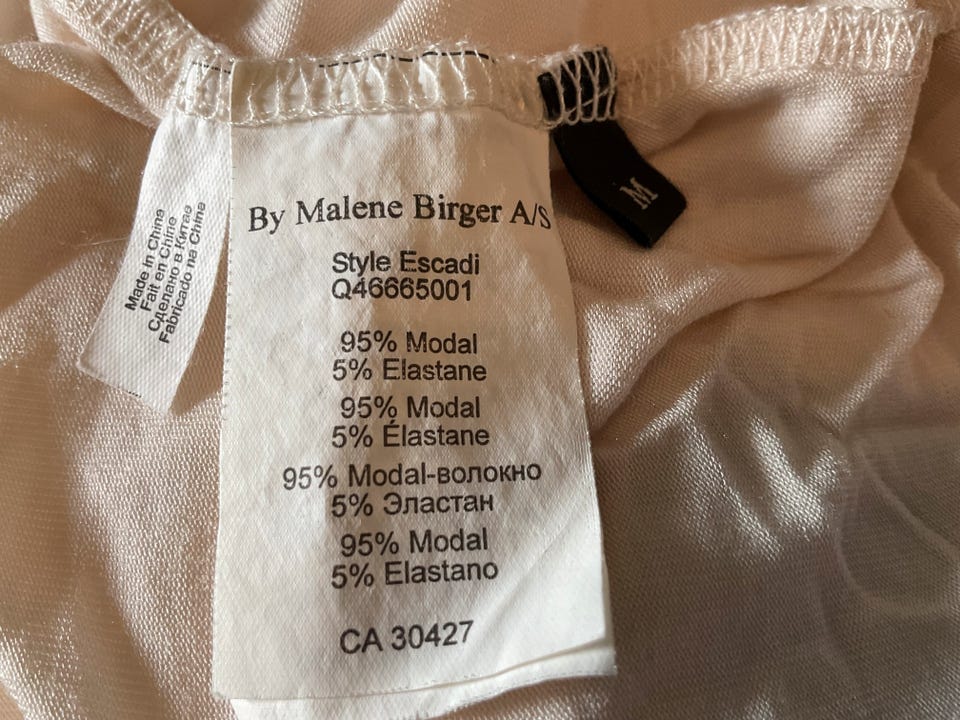 Made in China
Fait en Chine
Сделано в Китае
Fabricado na China
By Malene Birger A/S
Style Escadi
Q46665001
95% Modal
5% Elastane
95% Modal
5% Élastane
95% Modal-волокно
5% Эластан
95% Modal
5% Elastano
CA 30427
M